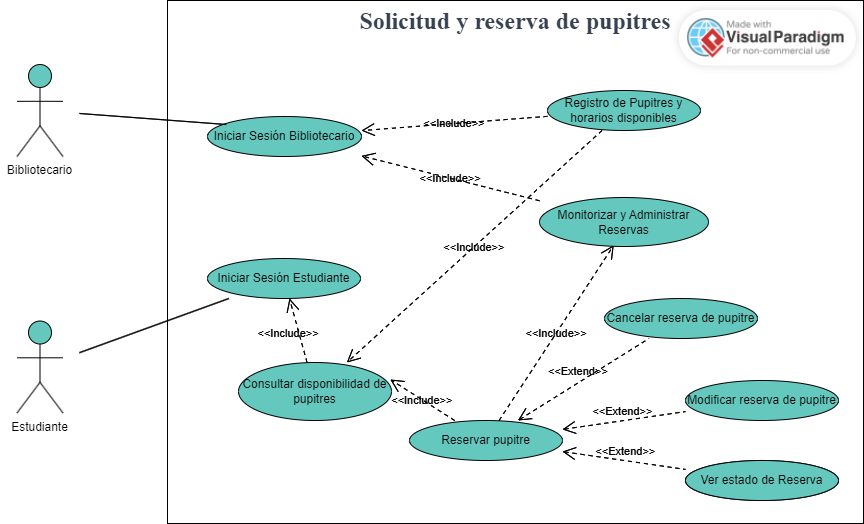 Solicitud y reserva de pupitres
Made with
Visual Paradigm
For non-commercial use
Bibliotecario
Iniciar Sesión Bibliotecario
<<Include>>
Registro de Pupitres y
horarios disponibles
<<Include>>
Monitorizar y Administrar
Reservas
<<Include>>
Iniciar Sesión Estudiante
Estudiante
<<Include>>
<<Include>>
Cancelar reserva de pupitre
<<Extend>>
Consultar disponibilidad de
pupitres
<<Include>>
Modificar reserva de pupitre
<<Extend>>
Reservar pupitre
<<Extend>>
Ver estado de Reserva